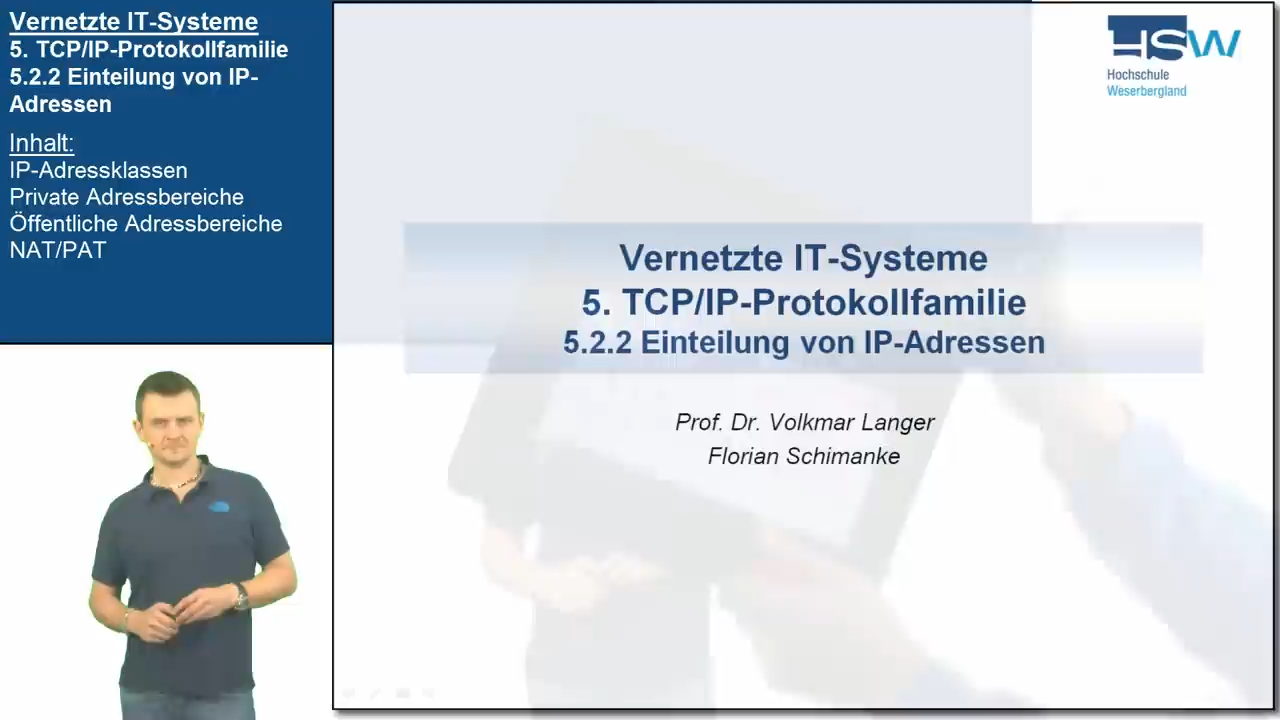 Vernetzte IT-Systeme
5. TCP/IP-Protokollfamilie
5.2.2 Einteilung von IP-
Adressen
Inhalt:
IP-Adressklassen
Private Adressbereiche
Öffentliche Adressbereiche
NAT/PAT
HSW
Hochschule
Weserbergland
Vernetzte IT-Systeme
5. TCP/IP-Protokollfamilie
5.2.2 Einteilung von IP-Adressen
Prof. Dr. Volkmar Langer
Florian Schimanke